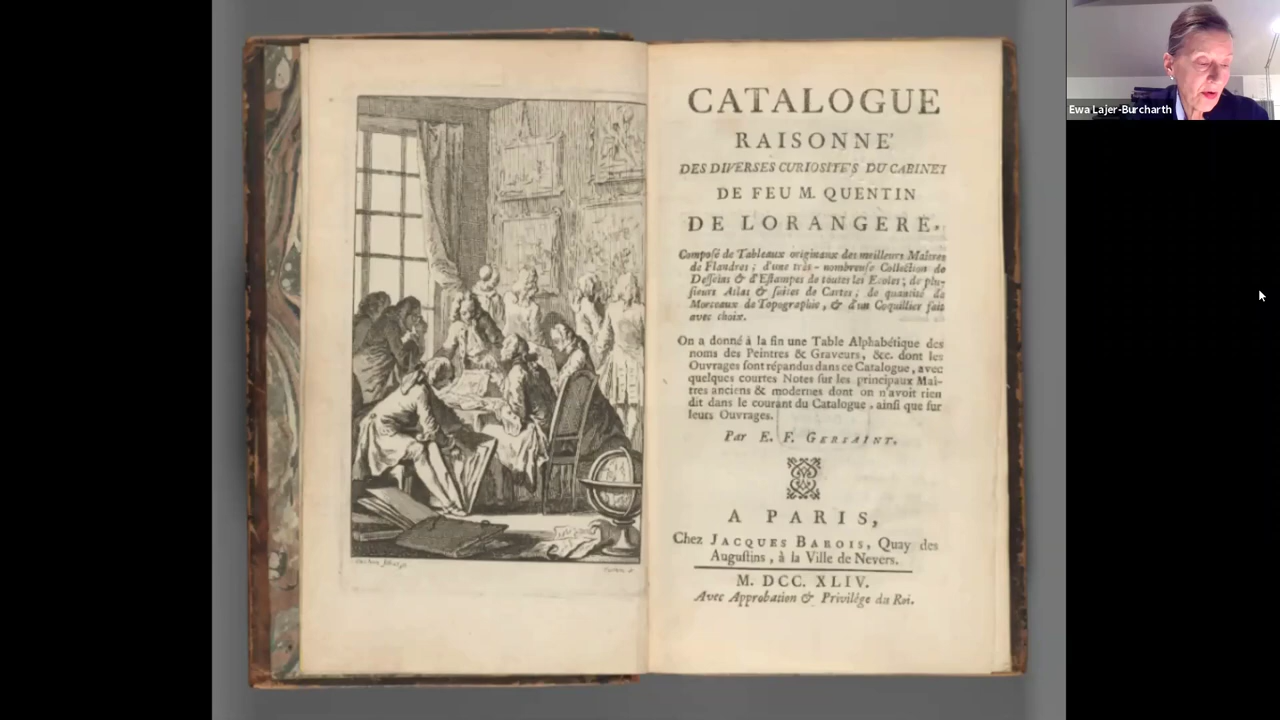 CATALOGUE
RAISONNE'
DES DIVERSES CURIOSITE'S DU CABINET
DE FEU M. QUENTIN
DE LORANGERE.
Composé de Tableaux originaux des meilleurs Maîtres
de Flandres; d'une très-nombreuse Collection de
Desseins & d'Estampes de toutes les Ecoles; de plu-
sieurs Atlas & suites de Cartes; de quantité de
Morceaux de Topographie, & d'un Coquillier fait
avec choix.
On a donné à la fin une Table Alphabétique des
noms des Peintres & Graveurs, &c. dont les
Ouvrages sont répandus dans ce Catalogue, avec
quelques courtes Notes sur les principaux Maî-
tres anciens & modernes dont on n'avoit rien
dit dans le courant du Catalogue, ainsi que sur
leurs Ouvrages.
Par E. F. GERSAINT.
A PARIS,
Chez JACQUES BAROIS, Quay des
Augustins, à la Ville de Nevers.
M. DCC. XLIV.
Avec Approbation & Privilége du Roi.
Ewa Lajer-Burcharth